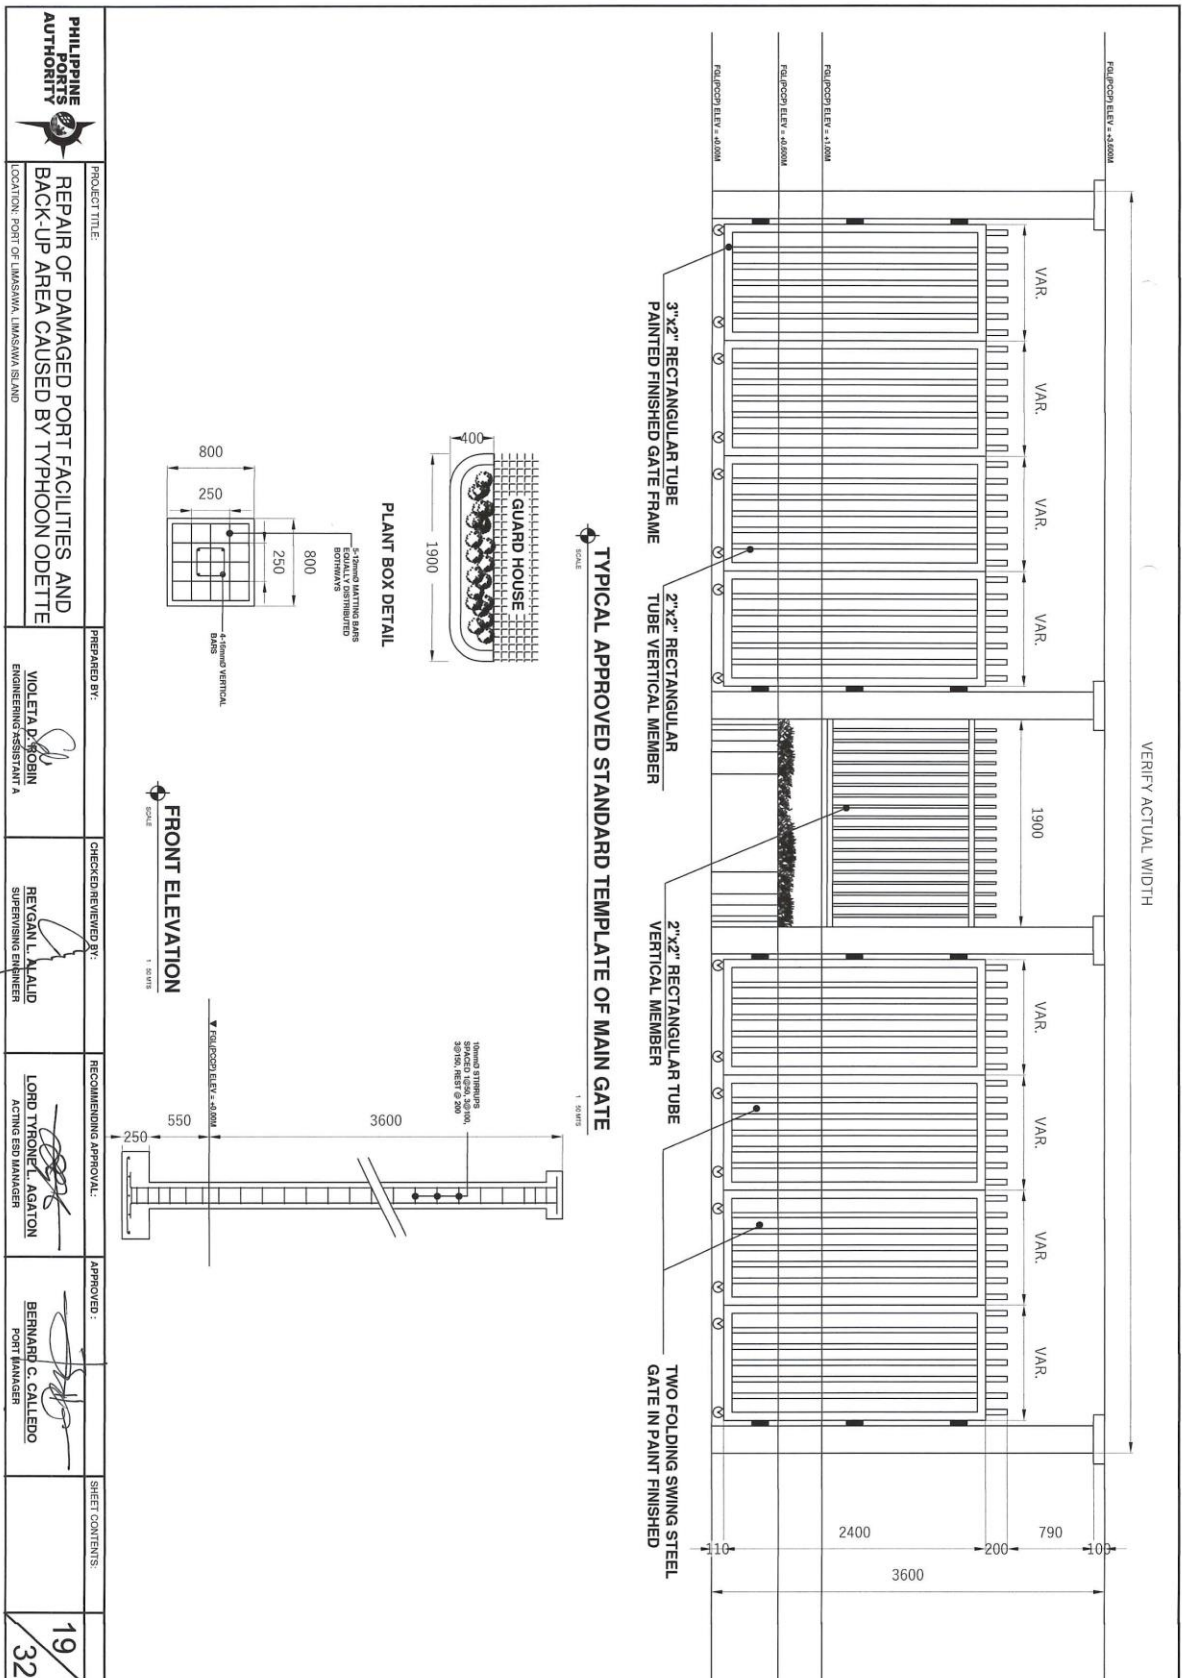 VERIFY ACTUAL WIDTH
FGL(PCCP) ELEV = +3.600M
FGL(PCCP) ELEV = +1.00M
FGL(PCCP) ELEV = +0.600M
FGL(PCCP) ELEV = +0.00M
VAR.
VAR.
VAR.
VAR.
1900
VAR.
VAR.
VAR.
VAR.
100
790
200
2400
110
3600
3"x2" RECTANGULAR TUBE
PAINTED FINISHED GATE FRAME
2"x2" RECTANGULAR
TUBE VERTICAL MEMBER
2"x2" RECTANGULAR TUBE
VERTICAL MEMBER
TWO FOLDING SWING STEEL
GATE IN PAINT FINISHED
TYPICAL APPROVED STANDARD TEMPLATE OF MAIN GATE
SCALE
1 : 50 MTS
GUARD HOUSE
400
1900
PLANT BOX DETAIL
800
250
800
250
5-12mmØ MATTING BARS
EQUALLY DISTRIBUTED
BOTHWAYS
4-16mmØ VERTICAL
BARS
FRONT ELEVATION
SCALE
1 : 50 MTS
10mmØ STIRRUPS
SPACED 1@50, 3@100,
3@150, REST @ 200
3600
FGL(PCCP) ELEV = +0.00M
550
250
PHILIPPINE
PORTS
AUTHORITY
PROJECT TITLE:
REPAIR OF DAMAGED PORT FACILITIES AND
BACK-UP AREA CAUSED BY TYPHOON ODETTE
LOCATION: PORT OF LIMASAWA, LIMASAWA ISLAND
PREPARED BY:
VIOLETA D. ROBIN
ENGINEERING ASSISTANT A
CHECKED/REVIEWED BY:
REYGAN L. ALALID
SUPERVISING ENGINEER
RECOMMENDING APPROVAL:
LORD TYRONE L. AGATON
ACTING ESD MANAGER
APPROVED :
BERNARD C. CALLEDO
PORT MANAGER
SHEET CONTENTS:
19
32